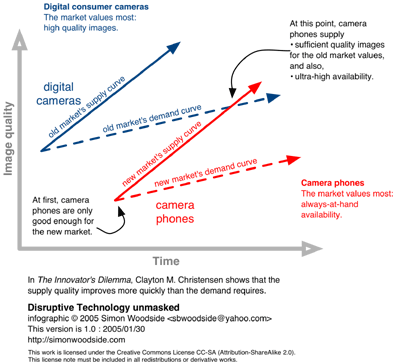 Digital consumer cameras
The market values most:
high quality images.
At this point, camera
phones supply
• sufficient quality images
for the old market values,
and also,
• ultra-high availability.
digital
cameras
old market's supply curve
old market's demand curve
new market's supply curve
new market's demand curve
Image quality
At first, camera
phones are only
good enough for
the new market.
camera
phones
Camera phones
The market values most:
always-at-hand
availability.
Time
In The Innovator's Dilemma, Clayton M. Christensen shows that the
supply quality improves more quickly than the demand requires.
Disruptive Technology unmasked
infographic © 2005 Simon Woodside <sbwoodside@yahoo.com>
This version is 1.0 : 2005/01/30
http://simonwoodside.com
This work is licensed under the Creative Commons License CC-SA (Attribution-ShareAlike 2.0).
This license note must be included in all redistributions or derivative works.